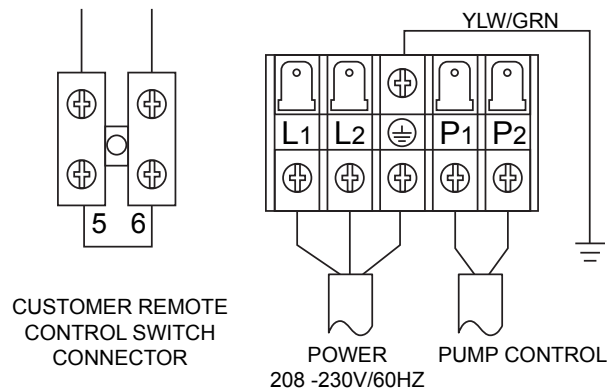 YLW/GRN
L1 L2 P1 P2
5 6
CUSTOMER REMOTE
CONTROL SWITCH
CONNECTOR
POWER
208 -230V/60HZ
PUMP CONTROL